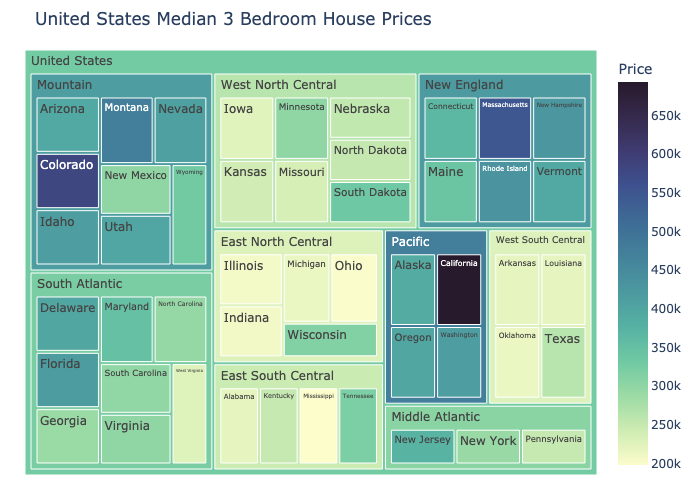 United States Median 3 Bedroom House Prices
United States
Mountain
Arizona
Montana
Nevada
Colorado
New Mexico
Wyoming
Idaho
Utah
West North Central
Iowa
Minnesota
Nebraska
North Dakota
Kansas
Missouri
South Dakota
New England
Connecticut
Massachusetts
New Hampshire
Maine
Rhode Island
Vermont
South Atlantic
Delaware
Maryland
North Carolina
Florida
South Carolina
West Virginia
Georgia
Virginia
East North Central
Illinois
Michigan
Ohio
Indiana
Wisconsin
Pacific
Alaska
California
Oregon
Washington
West South Central
Arkansas
Louisiana
Oklahoma
Texas
East South Central
Alabama
Kentucky
Mississippi
Tennessee
Middle Atlantic
New Jersey
New York
Pennsylvania
Price
650k
600k
550k
500k
450k
400k
350k
300k
250k
200k